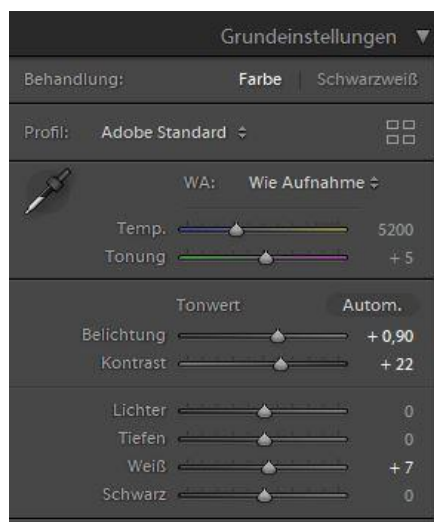 Grundeinstellungen
Behandlung: Farbe Schwarzweiß
Profil: Adobe Standard
WA: Wie Aufnahme
Temp. 5200
Tonung + 5
Tonwert Autom.
Belichtung + 0,90
Kontrast + 22
Lichter 0
Tiefen 0
Weiß + 7
Schwarz 0